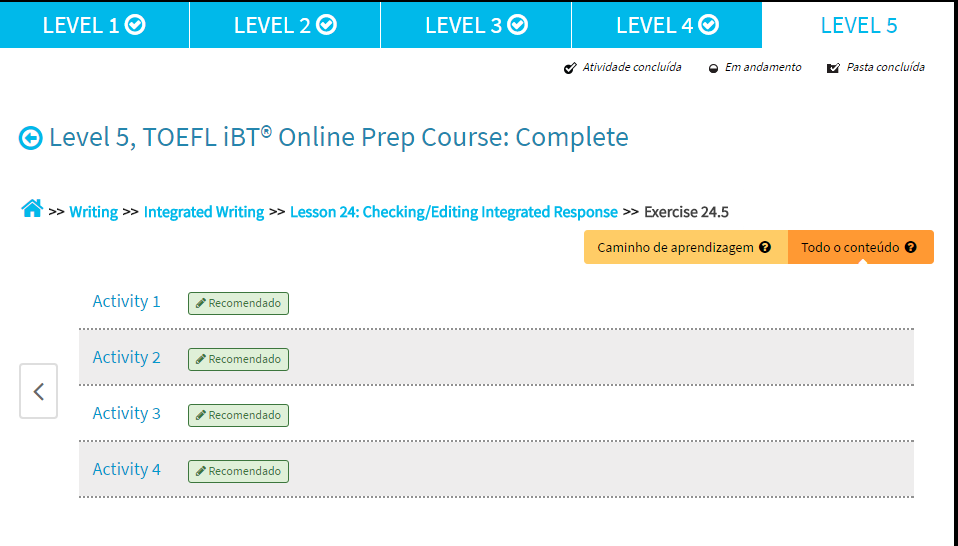 LEVEL 1 LEVEL 2 LEVEL 3 LEVEL 4 LEVEL 5
Atividade concluída Em andamento Pasta concluída
Level 5, TOEFL iBT® Online Prep Course: Complete
>> Writing >> Integrated Writing >> Lesson 24: Checking/Editing Integrated Response >> Exercise 24.5
Caminho de aprendizagem ? Todo o conteúdo ?
Activity 1 Recomendado
Activity 2 Recomendado
Activity 3 Recomendado
Activity 4 Recomendado